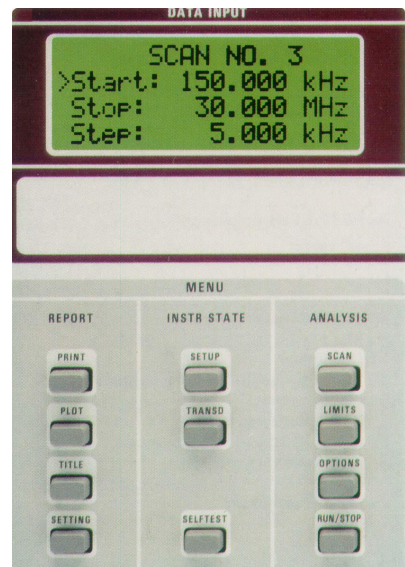 DATA INPUT
SCAN NO. 3
>Start: 150.000 kHz
Stop: 30.000 MHz
Step: 5.000 kHz
MENU
REPORT INSTR STATE ANALYSIS
PRINT SETUP SCAN
PLOT TRANSD LIMITS
TITLE OPTIONS
SETTING SELFTEST RUN/STOP